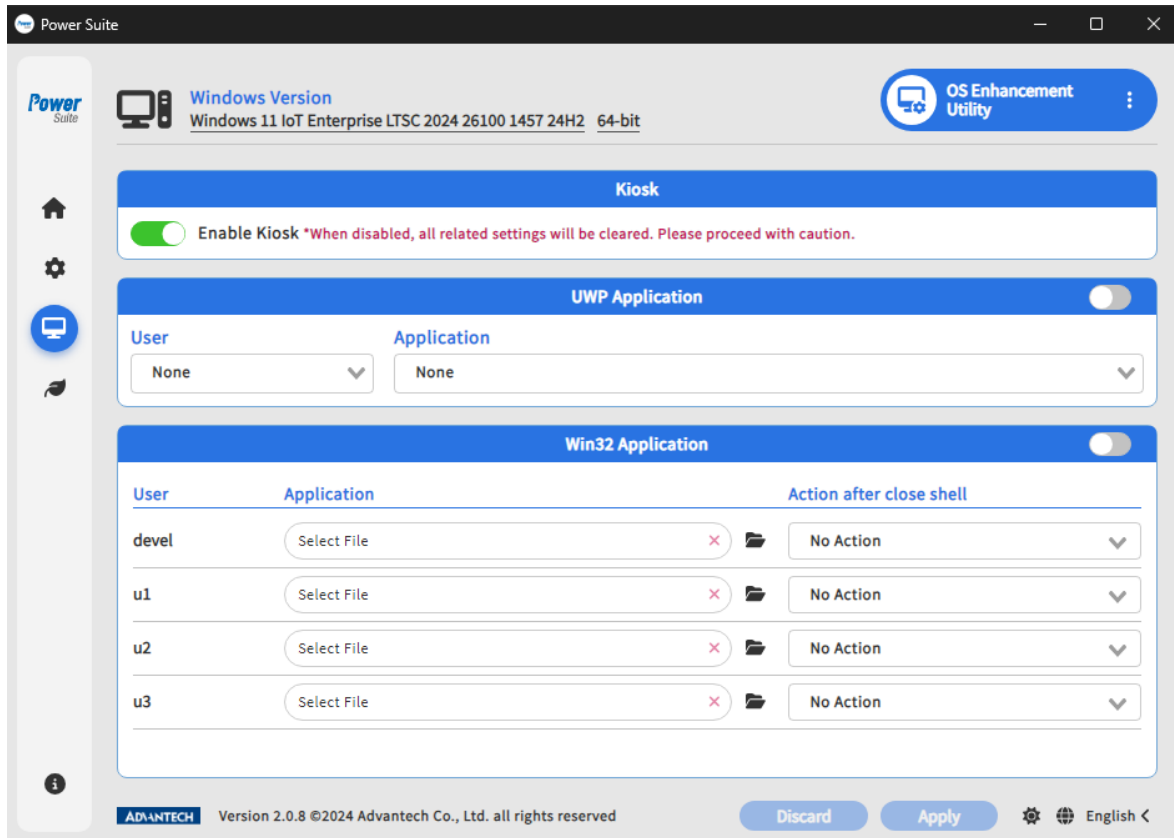 Power Suite
Power
Suite
Windows Version
Windows 11 IoT Enterprise LTSC 2024 26100 1457 24H2 64-bit
OS Enhancement
Utility
Kiosk
Enable Kiosk *When disabled, all related settings will be cleared. Please proceed with caution.
UWP Application
User Application
None None
Win32 Application
User Application Action after close shell
devel Select File No Action
u1 Select File No Action
u2 Select File No Action
u3 Select File No Action
ADVANTECH Version 2.0.8 ©2024 Advantech Co., Ltd. all rights reserved Discard Apply English